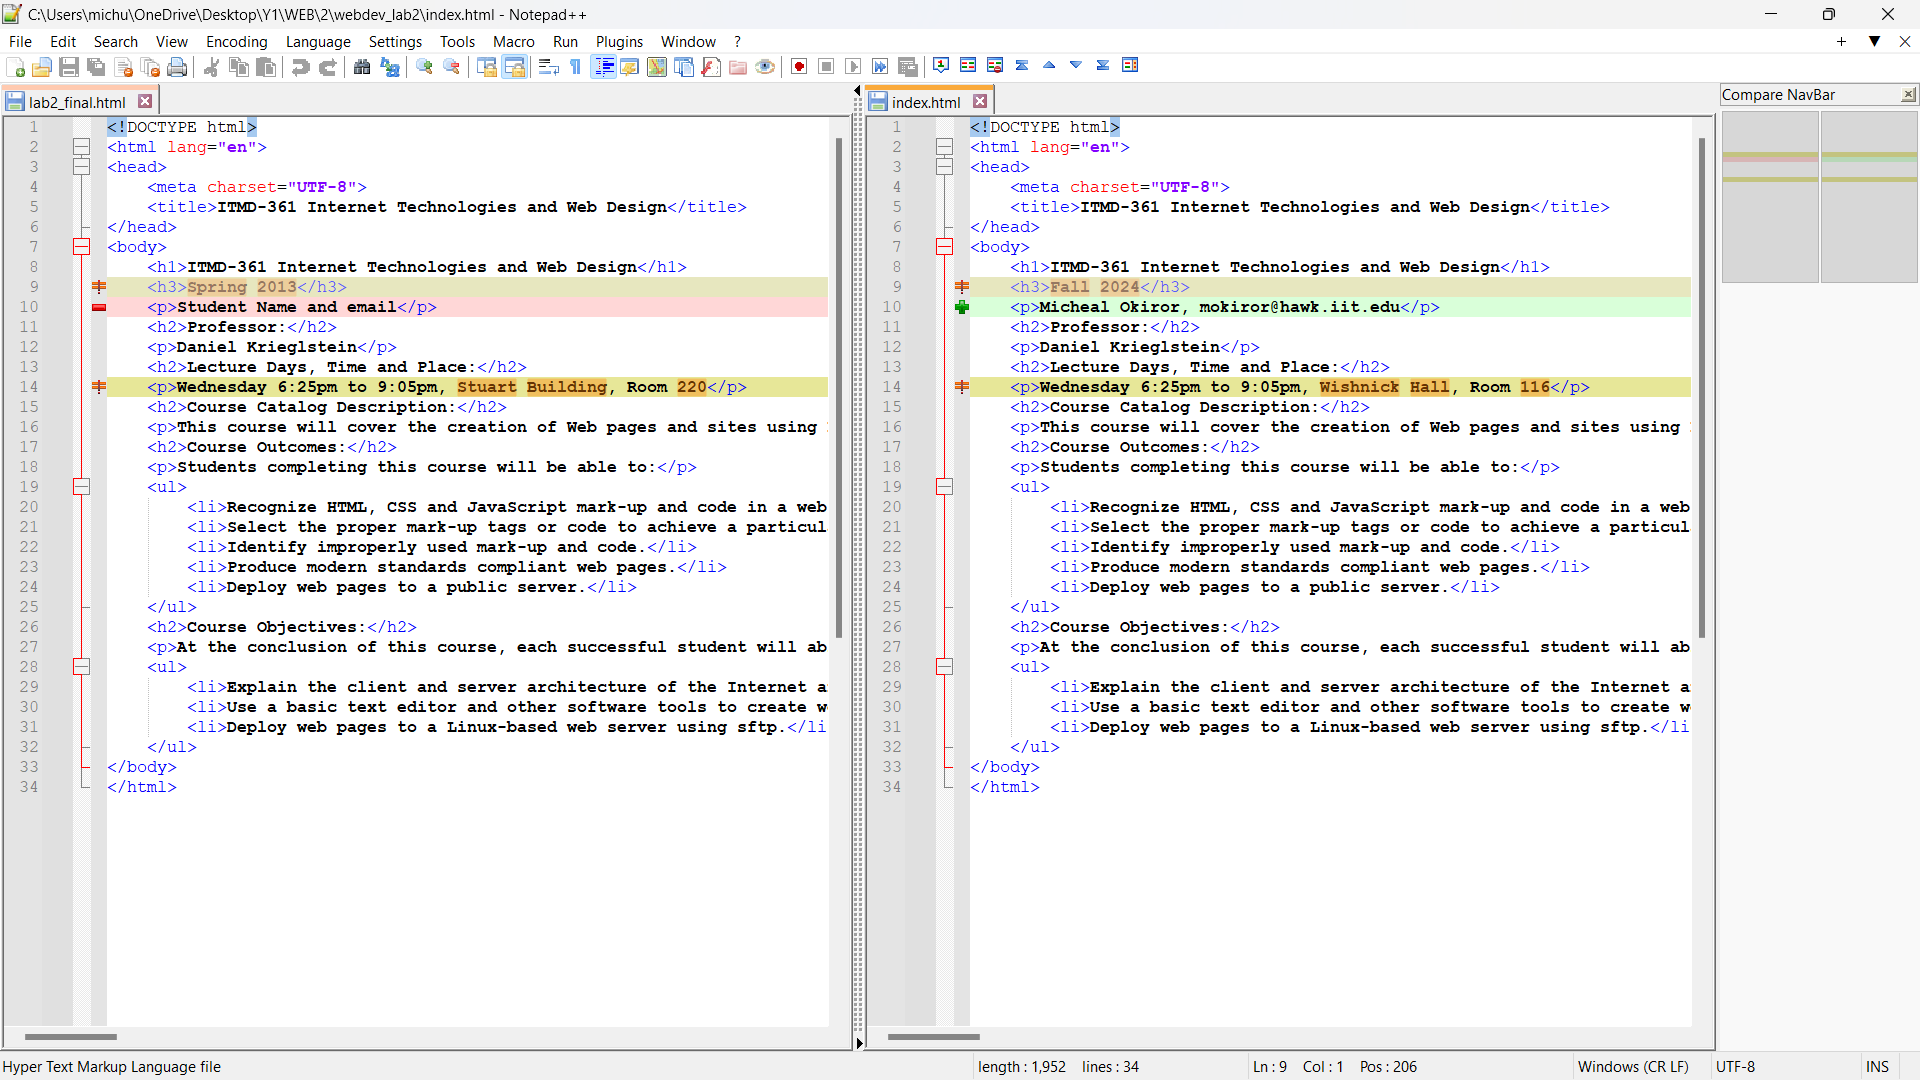 C:\Users\michu\OneDrive\Desktop\Y1\WEB\2\webdev_lab2\index.html - Notepad++
File Edit Search View Encoding Language Settings Tools Macro Run Plugins Window ?
lab2_final.html
1 <!DOCTYPE html>
2 <html lang="en">
3 <head>
4 <meta charset="UTF-8">
5 <title>ITMD-361 Internet Technologies and Web Design</title>
6 </head>
7 <body>
8 <h1>ITMD-361 Internet Technologies and Web Design</h1>
9 <h3>Spring 2013</h3>
10 <p>Student Name and email</p>
11 <h2>Professor:</h2>
12 <p>Daniel Krieglstein</p>
13 <h2>Lecture Days, Time and Place:</h2>
14 <p>Wednesday 6:25pm to 9:05pm, Stuart Building, Room 220</p>
15 <h2>Course Catalog Description:</h2>
16 <p>This course will cover the creation of Web pages and sites using
17 <h2>Course Outcomes:</h2>
18 <p>Students completing this course will be able to:</p>
19 <ul>
20 <li>Recognize HTML, CSS and JavaScript mark-up and code in a web
21 <li>Select the proper mark-up tags or code to achieve a particul
22 <li>Identify improperly used mark-up and code.</li>
23 <li>Produce modern standards compliant web pages.</li>
24 <li>Deploy web pages to a public server.</li>
25 </ul>
26 <h2>Course Objectives:</h2>
27 <p>At the conclusion of this course, each successful student will ab
28 <ul>
29 <li>Explain the client and server architecture of the Internet a
30 <li>Use a basic text editor and other software tools to create w
31 <li>Deploy web pages to a Linux-based web server using sftp.</li
32 </ul>
33 </body>
34 </html>
index.html
1 <!DOCTYPE html>
2 <html lang="en">
3 <head>
4 <meta charset="UTF-8">
5 <title>ITMD-361 Internet Technologies and Web Design</title>
6 </head>
7 <body>
8 <h1>ITMD-361 Internet Technologies and Web Design</h1>
9 <h3>Fall 2024</h3>
10 <p>Micheal Okiror, mokiror@hawk.iit.edu</p>
11 <h2>Professor:</h2>
12 <p>Daniel Krieglstein</p>
13 <h2>Lecture Days, Time and Place:</h2>
14 <p>Wednesday 6:25pm to 9:05pm, Wishnick Hall, Room 116</p>
15 <h2>Course Catalog Description:</h2>
16 <p>This course will cover the creation of Web pages and sites using
17 <h2>Course Outcomes:</h2>
18 <p>Students completing this course will be able to:</p>
19 <ul>
20 <li>Recognize HTML, CSS and JavaScript mark-up and code in a web
21 <li>Select the proper mark-up tags or code to achieve a particul
22 <li>Identify improperly used mark-up and code.</li>
23 <li>Produce modern standards compliant web pages.</li>
24 <li>Deploy web pages to a public server.</li>
25 </ul>
26 <h2>Course Objectives:</h2>
27 <p>At the conclusion of this course, each successful student will ab
28 <ul>
29 <li>Explain the client and server architecture of the Internet a
30 <li>Use a basic text editor and other software tools to create w
31 <li>Deploy web pages to a Linux-based web server using sftp.</li
32 </ul>
33 </body>
34 </html>
Compare NavBar
Hyper Text Markup Language file length : 1,952 lines : 34 Ln : 9 Col : 1 Pos : 206 Windows (CR LF) UTF-8 INS